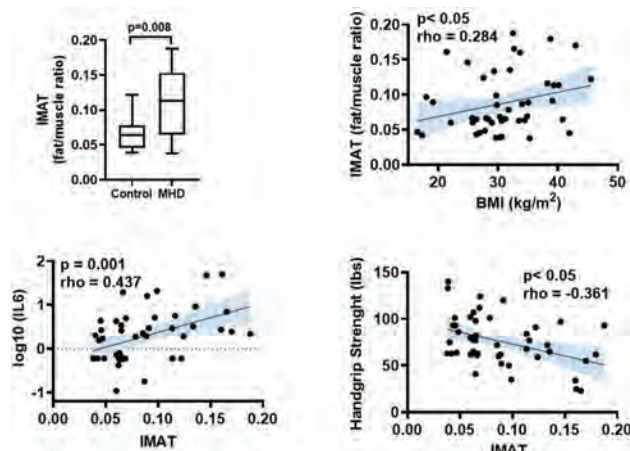 p=0.008
0.20
0.15
0.10
0.05
0.00
IMAT
(fat/muscle ratio)
Control MHD
p< 0.05
rho = 0.284
0.20
0.15
0.10
0.05
0.00
IMAT (fat/muscle ratio)
20 30 40 50
BMI (kg/m²)
p = 0.001
rho = 0.437
2
1
0
-1
log10 (IL6)
0.00 0.05 0.10 0.15 0.20
IMAT
p< 0.05
rho = -0.361
150
100
50
0
Handgrip Strenght (lbs)
0.00 0.05 0.10 0.15 0.20
IMAT